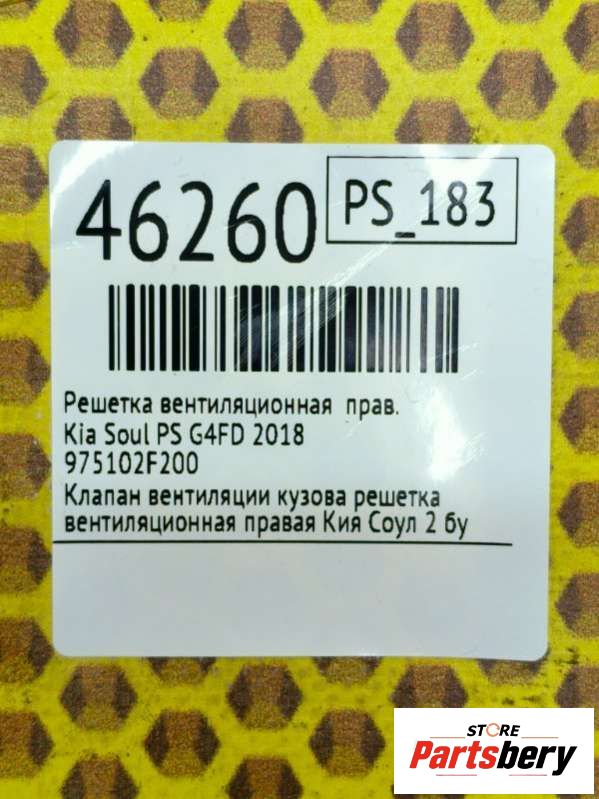 46260
PS_183
Решетка вентиляционная прав.
Kia Soul PS G4FD 2018
975102F200
Клапан вентиляции кузова решетка
вентиляционная правая Кия Соул 2 бу
STORE
Partsbery